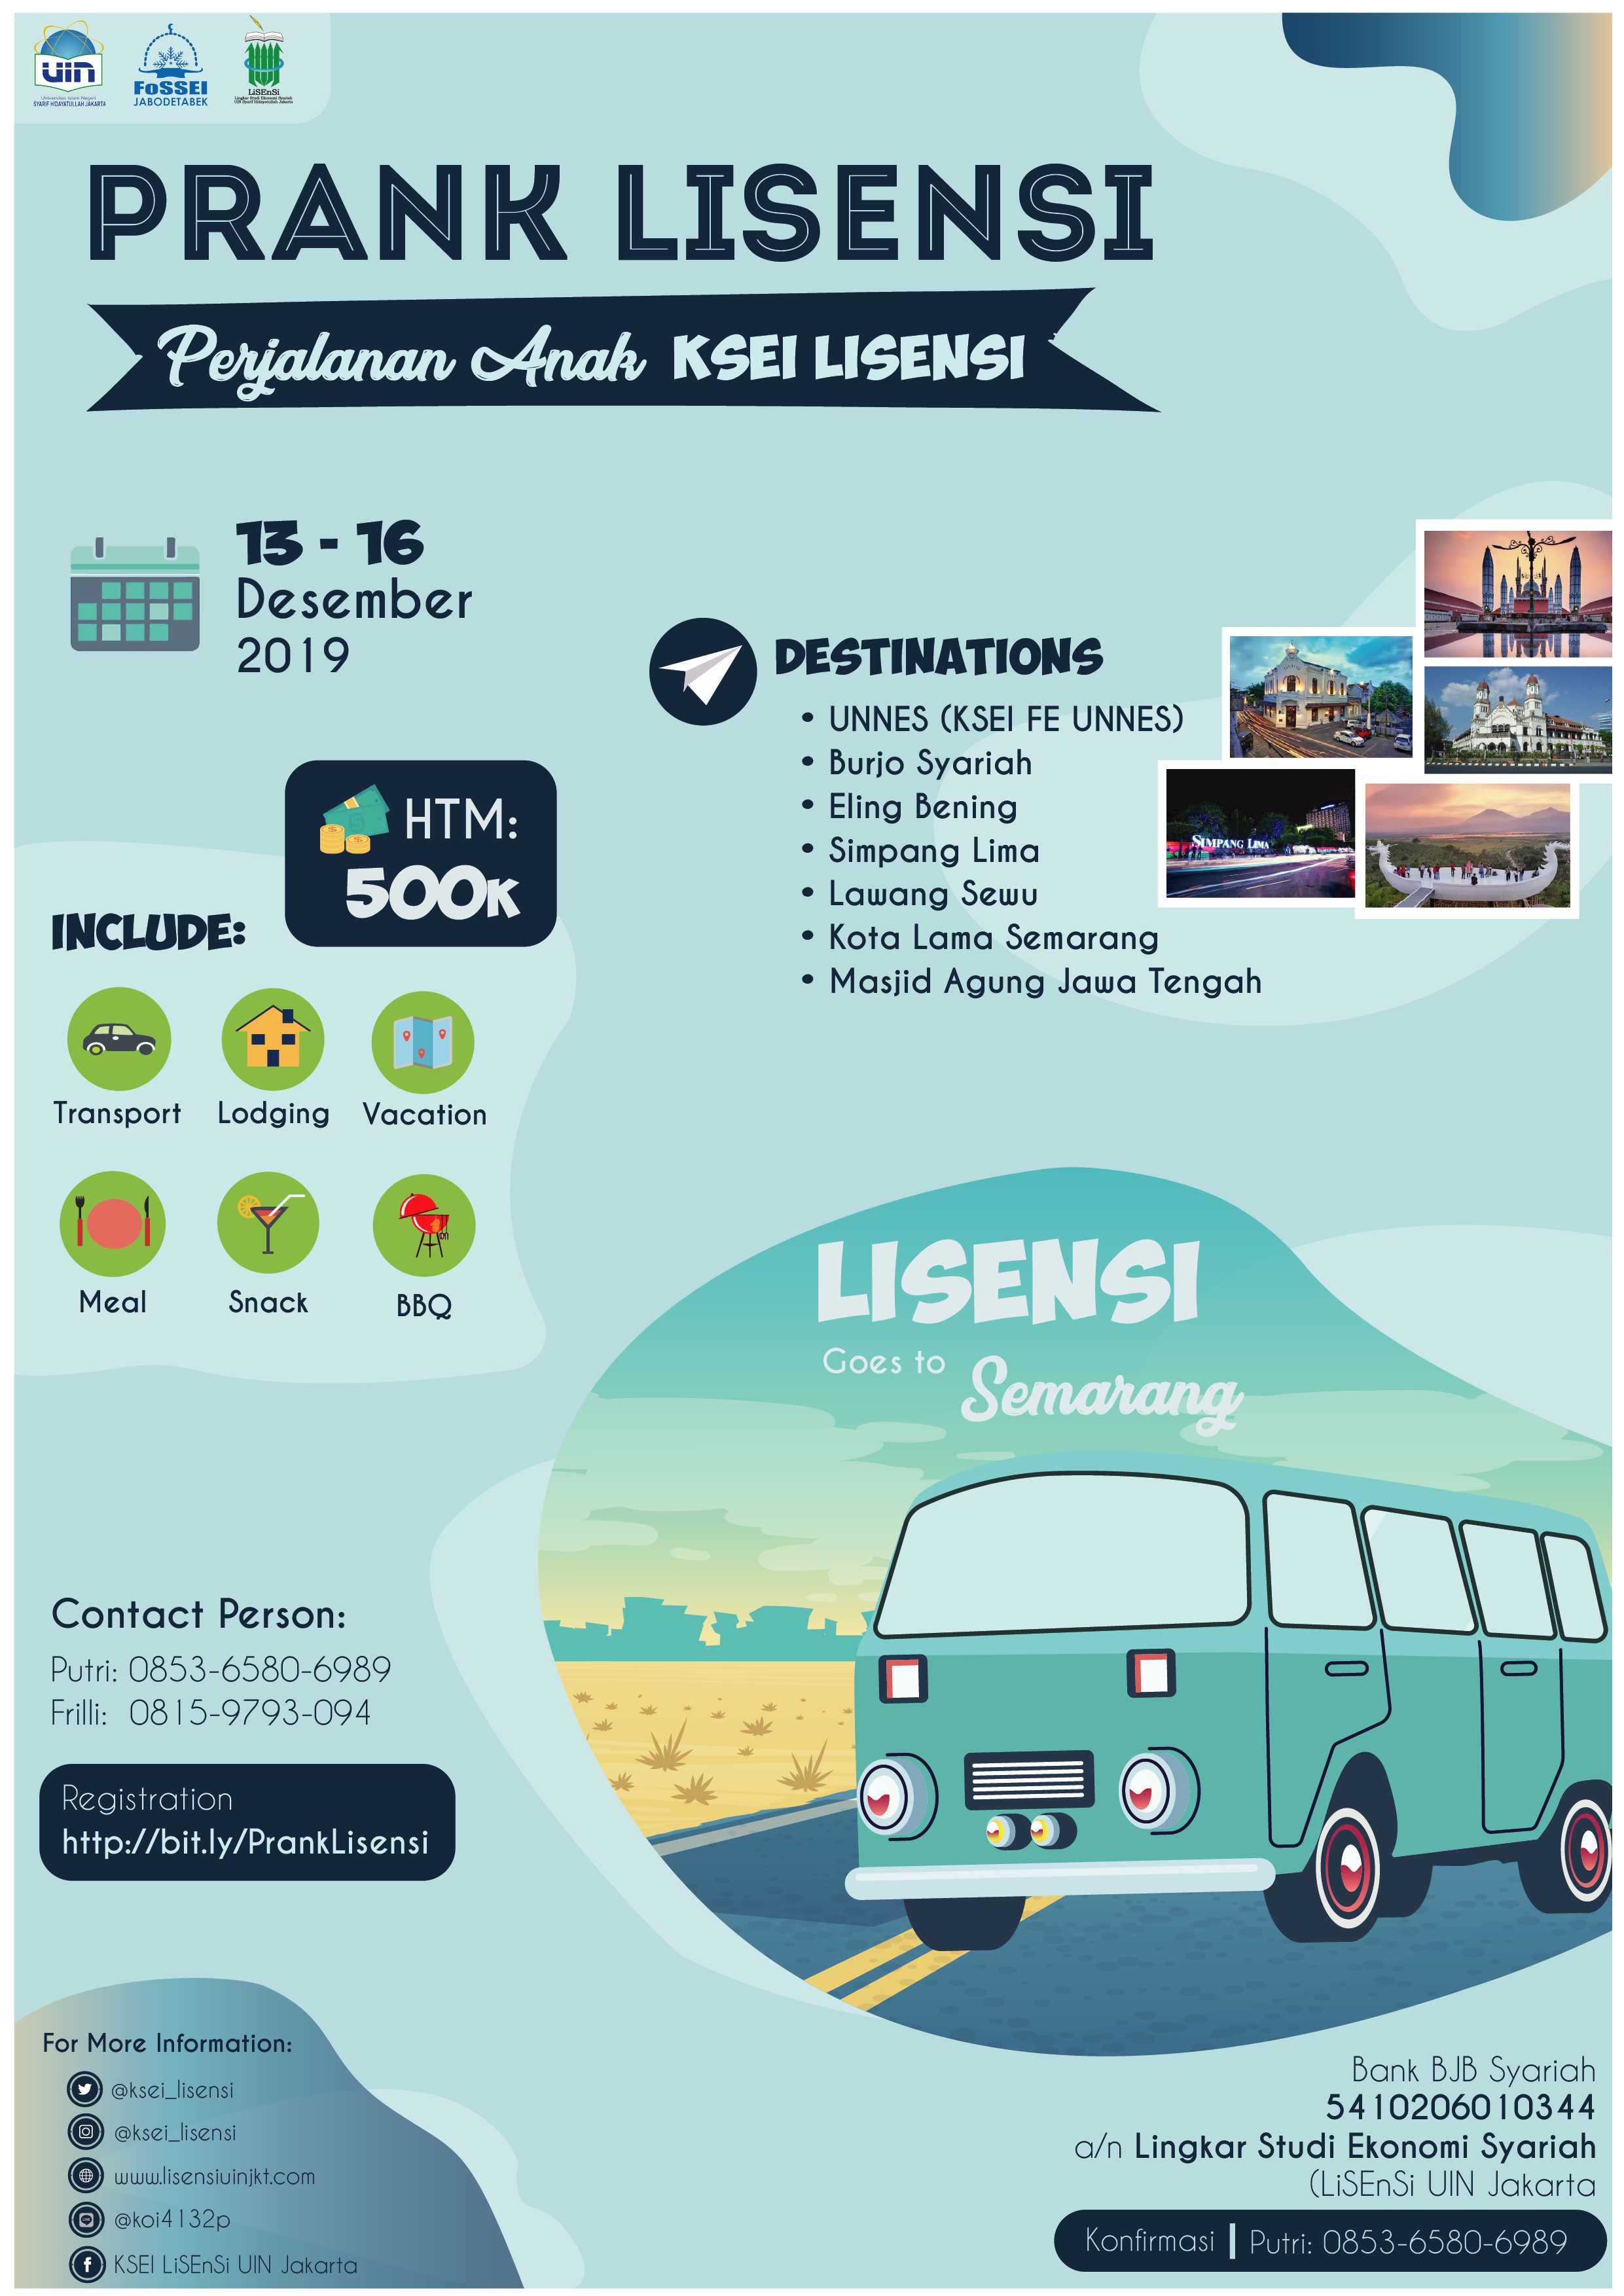 uin
Universitas Islam Negeri
SYARIF HIDAYATULLAH JAKARTA
FoSSEI
JABODETABEK
LiSEnSi
Lingkar Studi Ekonomi Syariah
UIN Syarif Hidayatullah Jakarta
PRANK LISENSI
Perjalanan Anak KSEI LISENSI
13 - 16
Desember
2019
DESTINATIONS
• UNNES (KSEI FE UNNES)
• Burjo Syariah
• Eling Bening
• Simpang Lima
• Lawang Sewu
• Kota Lama Semarang
• Masjid Agung Jawa Tengah
SIMPANG LIMA
HTM:
500K
INCLUDE:
Transport Lodging Vacation
Meal Snack BBQ
LISENSI
Goes to Semarang
Contact Person:
Putri: 0853-6580-6989
Frilli: 0815-9793-094
Registration
http://bit.ly/PrankLisensi
For More Information:
@ksei_lisensi
@ksei_lisensi
www.lisensiuinjkt.com
@koi4132p
KSEI LiSEnSi UIN Jakarta
Bank BJB Syariah
5410206010344
a/n Lingkar Studi Ekonomi Syariah
(LiSEnSi UIN Jakarta
Konfirmasi | Putri: 0853-6580-6989